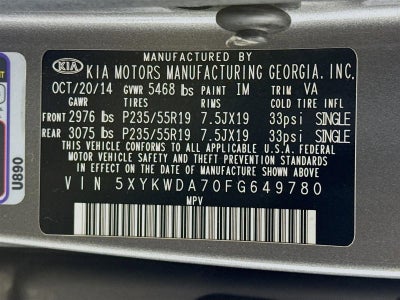 MANUFACTURED BY
KIA KIA MOTORS MANUFACTURING GEORGIA, INC.
OCT/20/14 GVWR 5468 lbs PAINT IM TRIM VA
GAWR TIRES RIMS COLD TIRE INFL
FRONT 2976 lbs P235/55R19 7.5JX19 33psi SINGLE
REAR 3075 lbs P235/55R19 7.5JX19 33psi SINGLE
THIS VEHICLE CONFORMS TO ALL APPLICABLE U.S.A. FEDERAL
MOTOR VEHICLE SAFETY AND THEFT PREVENTION STANDARDS
IN EFFECT ON THE DATE OF MANUFACTURE SHOWN ABOVE.
VIN 5XYKWDA70FG649780
MPV
U890